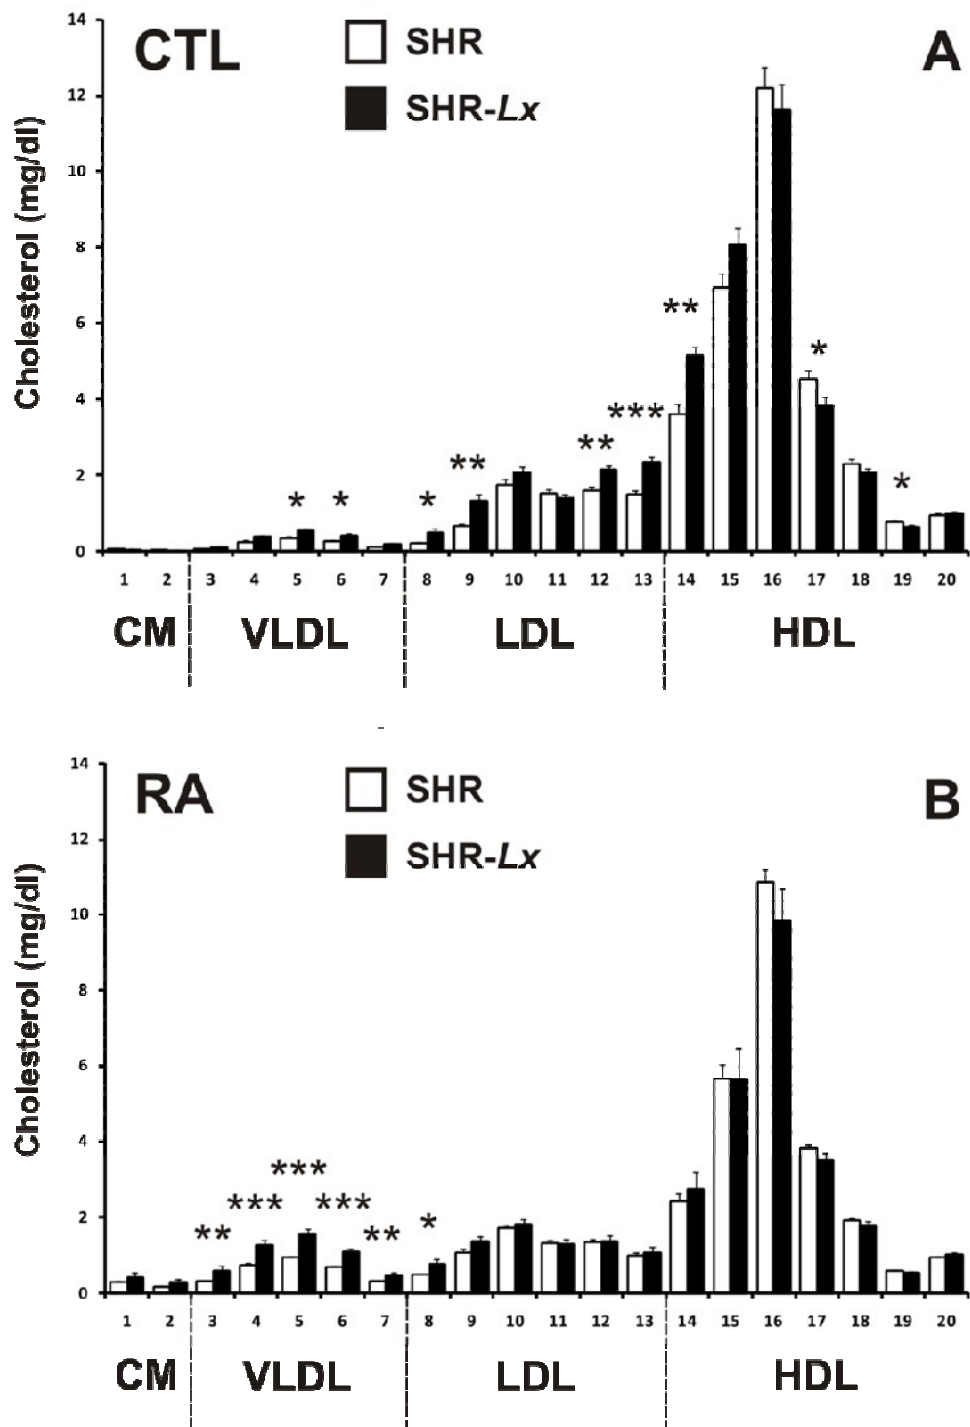 CTL
SHR
SHR-Lx
A
Cholesterol (mg/dl)
14
12
10
8
6
4
2
0
* * * ** ** *** ** * *
1 2 3 4 5 6 7 8 9 10 11 12 13 14 15 16 17 18 19 20
CM VLDL LDL HDL
RA
SHR
SHR-Lx
B
Cholesterol (mg/dl)
14
12
10
8
6
4
2
0
** *** *** *** ** *
1 2 3 4 5 6 7 8 9 10 11 12 13 14 15 16 17 18 19 20
CM VLDL LDL HDL